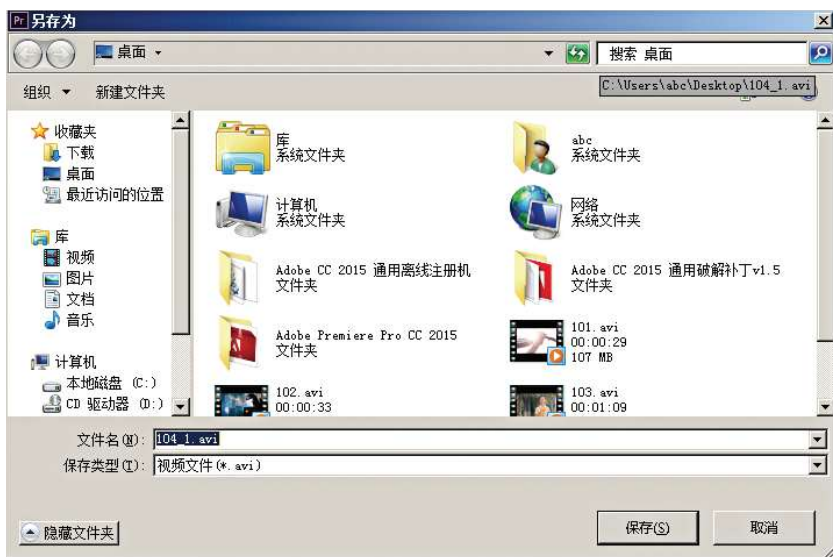 Pr 另存为
桌面
搜索 桌面
组织 新建文件夹
C:\Users\abc\Desktop\104_1.avi
收藏夹
下载
桌面
最近访问的位置
库
视频
图片
文档
音乐
计算机
本地磁盘 (C:)
CD 驱动器 (D:)
库
系统文件夹
abc
系统文件夹
计算机
系统文件夹
网络
系统文件夹
Adobe CC 2015 通用离线注册机
文件夹
Adobe CC 2015 通用破解补丁v1.5
文件夹
Adobe Premiere Pro CC 2015
文件夹
101.avi
00:00:29
107 MB
102.avi
00:00:33
103.avi
00:01:09
文件名(N): 104_1.avi
保存类型(T): 视频文件(*.avi)
隐藏文件夹
保存(S)
取消